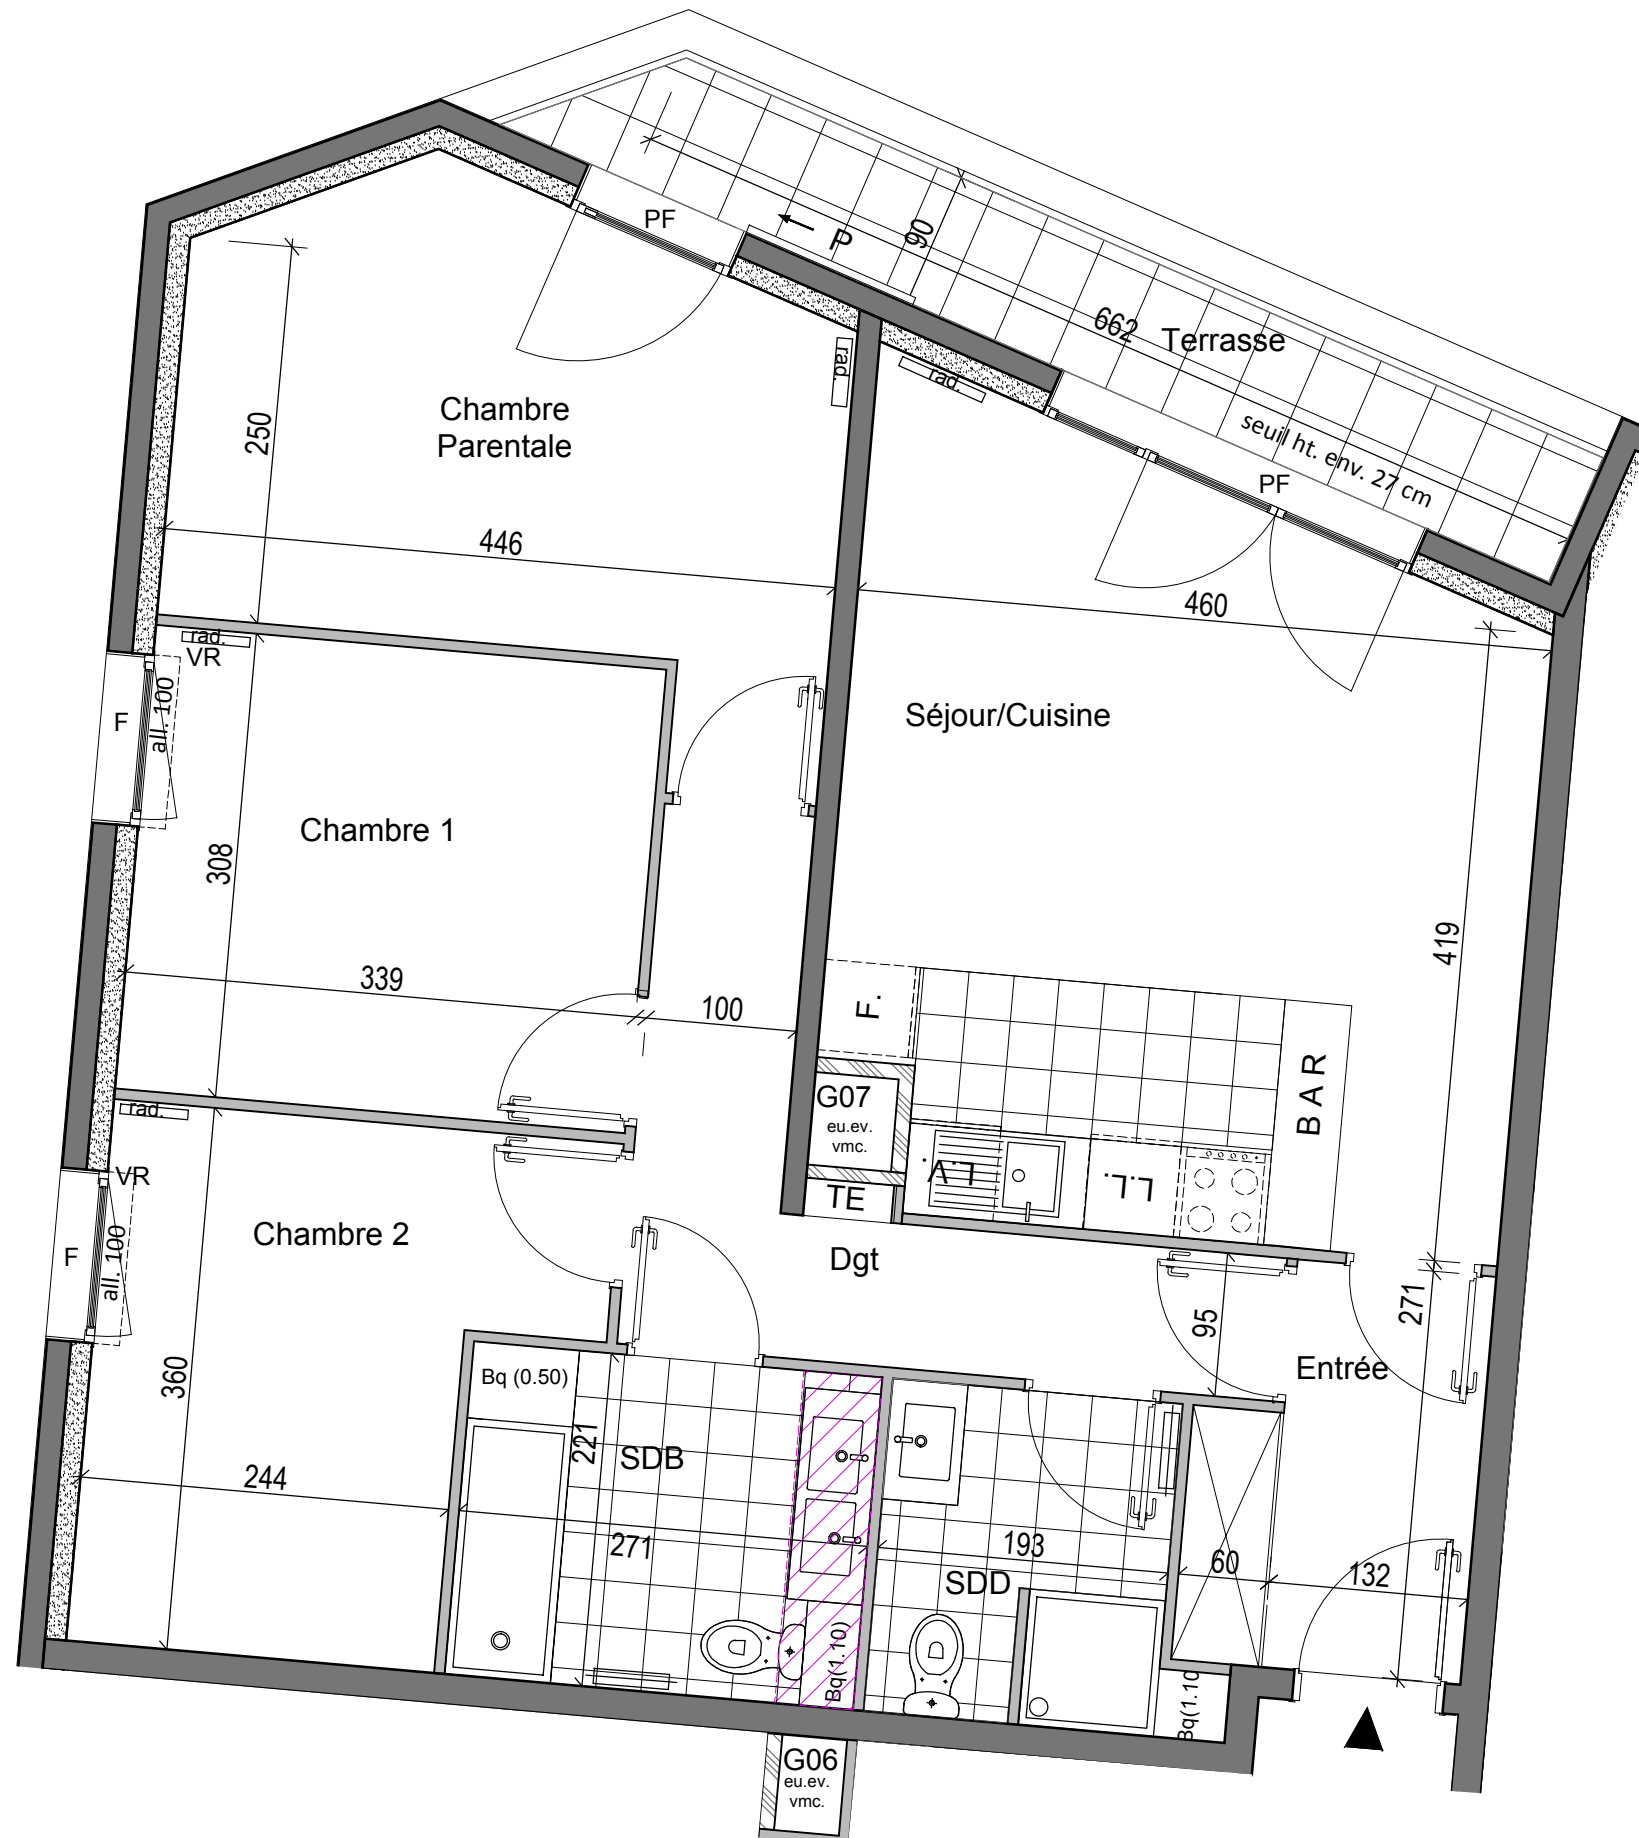 PF
P
90
662
Terrasse
rad.
rad.
seuil ht. env. 27 cm
PF
Chambre
Parentale
250
446
460
rad.
VR
F
all. 100
Séjour/Cuisine
Chambre 1
308
419
339
100
F.
BAR
G07
eu.ev.
vmc.
rad.
VR
TE
L.V.
L.L.
Chambre 2
F
all. 100
Dgt
95
271
360
Entrée
Bq (0.50)
221
SDB
244
271
193
SDD
60
132
Bq(1.10)
Bq(1.10
G06
eu.ev.
vmc.